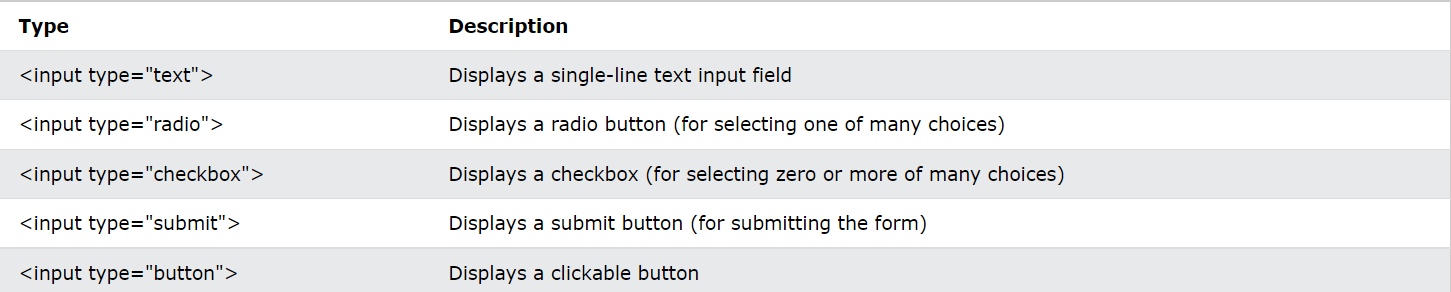 Type Description
<input type="text"> Displays a single-line text input field
<input type="radio"> Displays a radio button (for selecting one of many choices)
<input type="checkbox"> Displays a checkbox (for selecting zero or more of many choices)
<input type="submit"> Displays a submit button (for submitting the form)
<input type="button"> Displays a clickable button